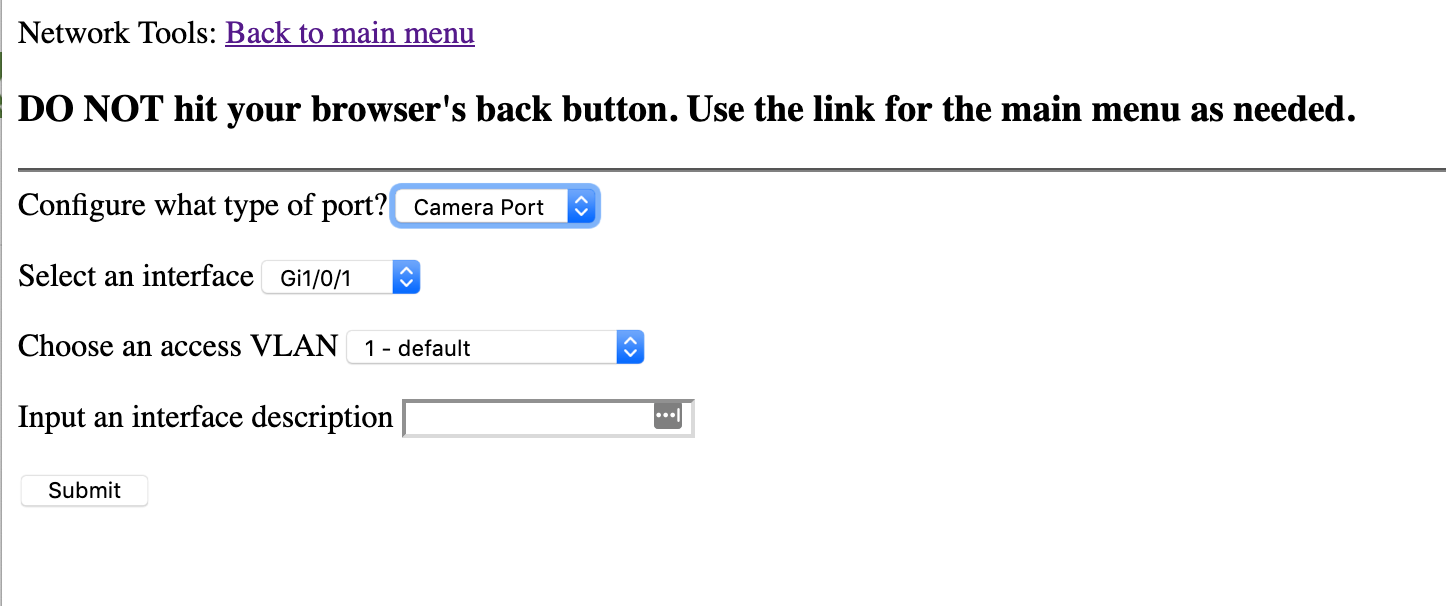 Network Tools: Back to main menu
DO NOT hit your browser's back button. Use the link for the main menu as needed.
Configure what type of port? Camera Port
Select an interface Gi1/0/1
Choose an access VLAN 1 - default
Input an interface description
Submit